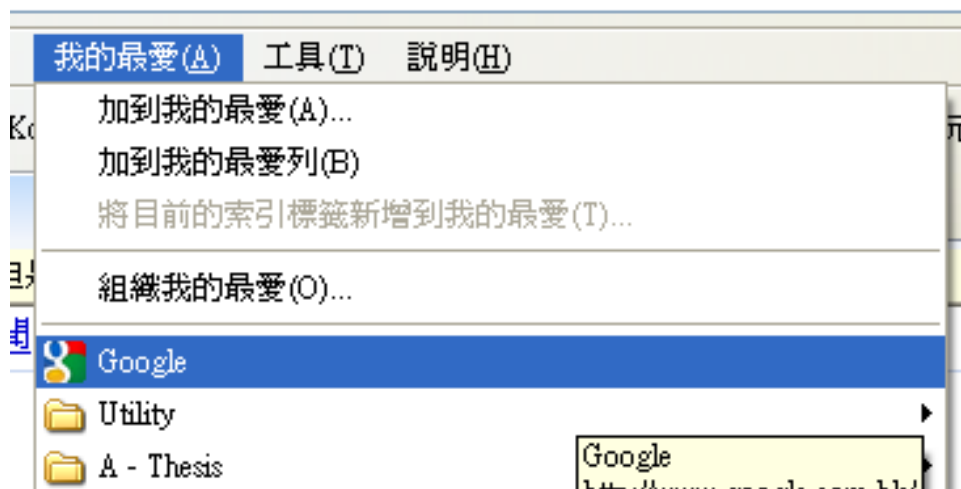 我的最愛(A) 工具(T) 說明(H)
加到我的最愛(A)...
加到我的最愛列(B)
將目前的索引標籤新增到我的最愛(T)...
組織我的最愛(O)...
Google
Utility
A - Thesis
Google